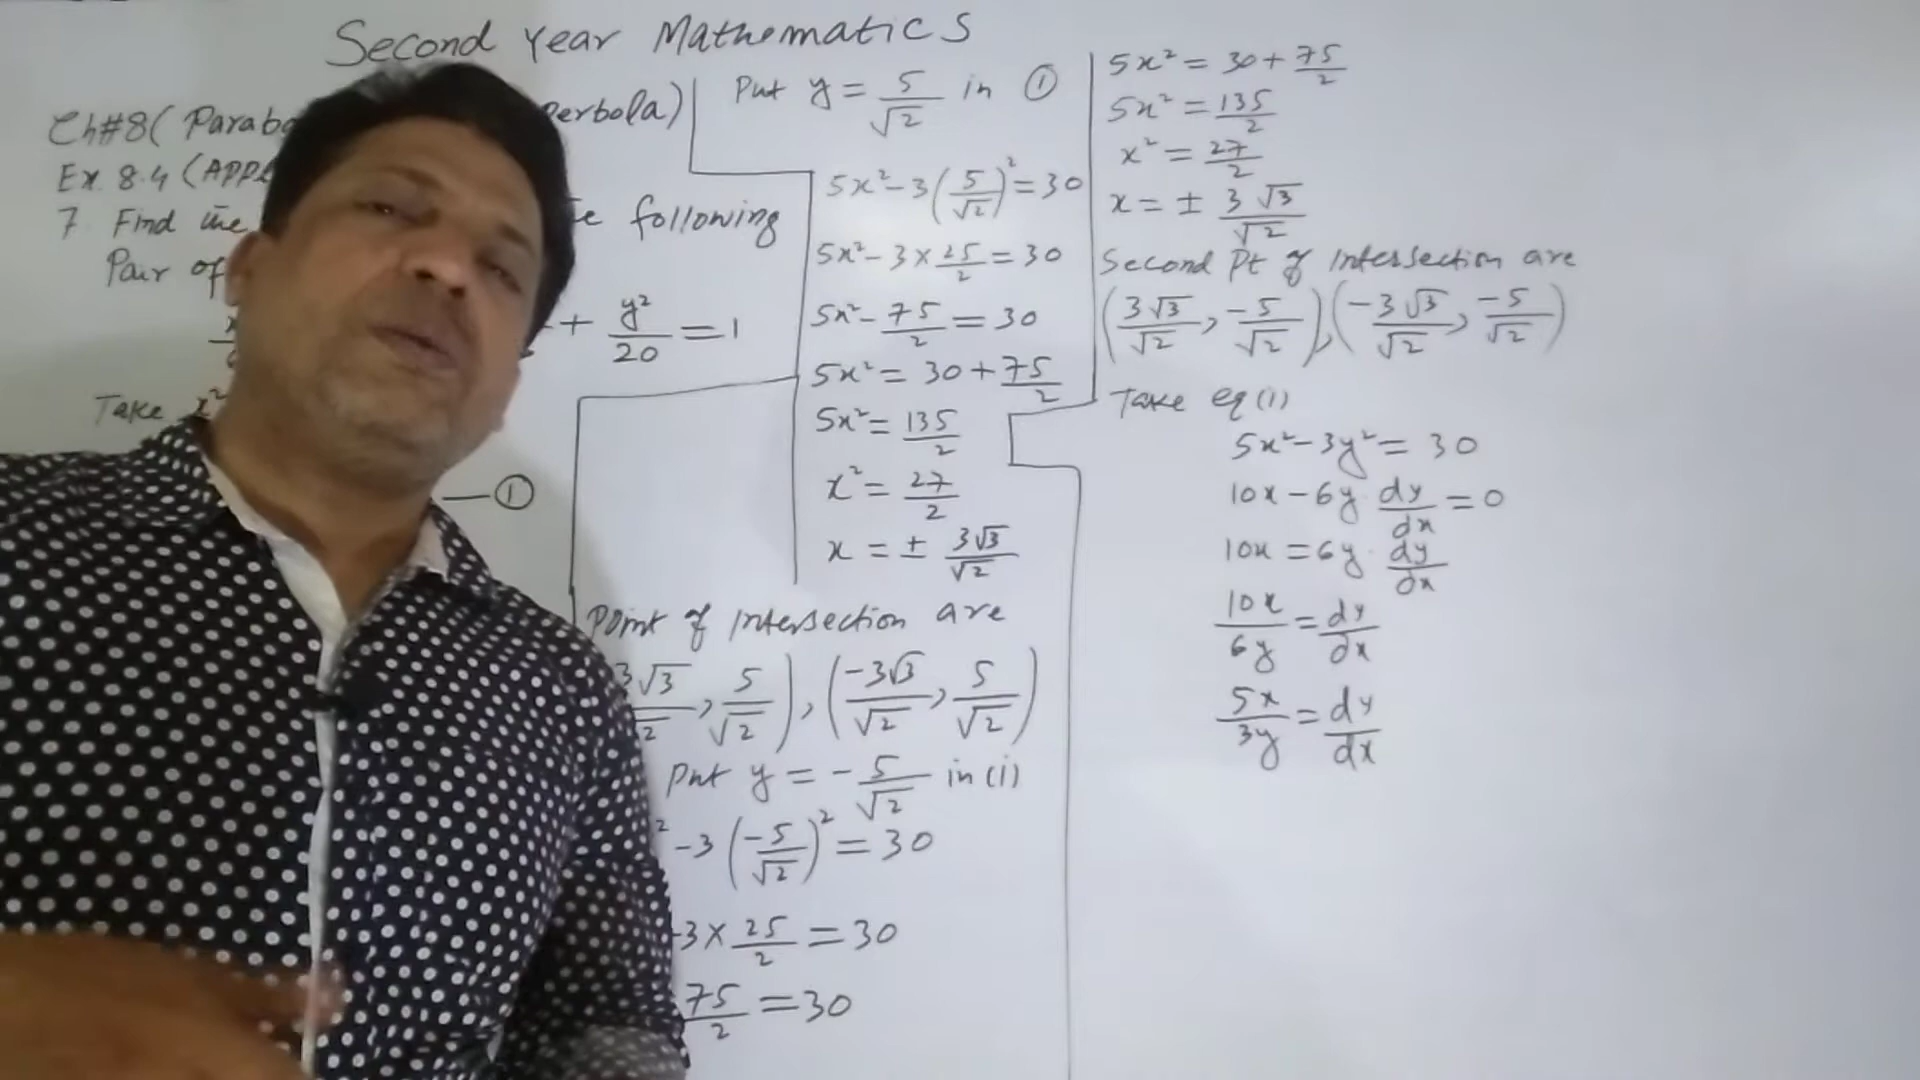 Second Year Mathematics
Ch#8( Parabo perbola)
Ex. 8.4 (APPL
7. Find the following
Pair of
+ y²/20 = 1
Take x²
— ①
Put y = 5/√2 in ①
5x² - 3(5/√2)² = 30
5x² - 3 × 25/2 = 30
5x² - 75/2 = 30
5x² = 30 + 75/2
5x² = 135/2
x² = 27/2
x = ± 3√3/√2
Point of intersection are
3√3/√2, 5/√2), (-3√3/√2, 5/√2)
Put y = -5/√2 in (i)
² - 3(-5/√2)² = 30
-3 × 25/2 = 30
75/2 = 30
5x² = 30 + 75/2
5x² = 135/2
x² = 27/2
x = ± 3√3/√2
Second Pt of intersection are
(3√3/√2, -5/√2), (-3√3/√2, -5/√2)
Take eq(i)
5x² - 3y² = 30
10x - 6y dy/dx = 0
10x = 6y · dy/dx
10x/6y = dy/dx
5x/3y = dy/dx